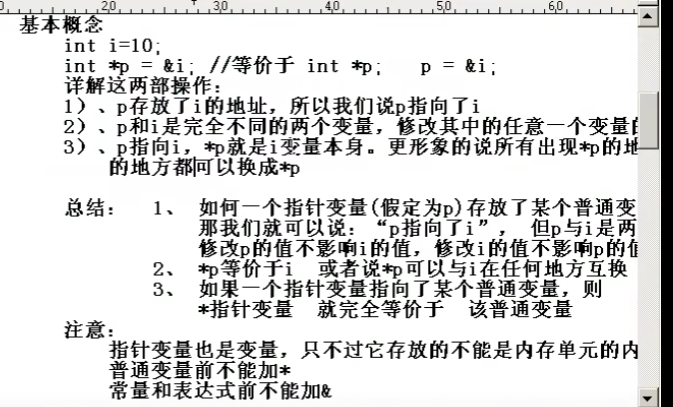 20 30 40 50 60
基本概念
int i=10;
int *p = &i; //等价于 int *p; p = &i;
详解这两部操作:
1)、p存放了i的地址,所以我们说p指向了i
2)、p和i是完全不同的两个变量,修改其中的任意一个变量的
3)、p指向i,*p就是i变量本身。更形象的说所有出现*p的地
的地方都可以换成*p
总结: 1、 如何一个指针变量(假定为p)存放了某个普通变
那我们就可以说:“p指向了i”, 但p与i是两
修改p的值不影响i的值,修改i的值不影响p的值
2、 *p等价于i 或者说*p可以与i在任何地方互换
3、 如果一个指针变量指向了某个普通变量,则
*指针变量 就完全等价于 该普通变量
注意:
指针变量也是变量,只不过它存放的不能是内存单元的内
普通变量前不能加*
常量和表达式前不能加&